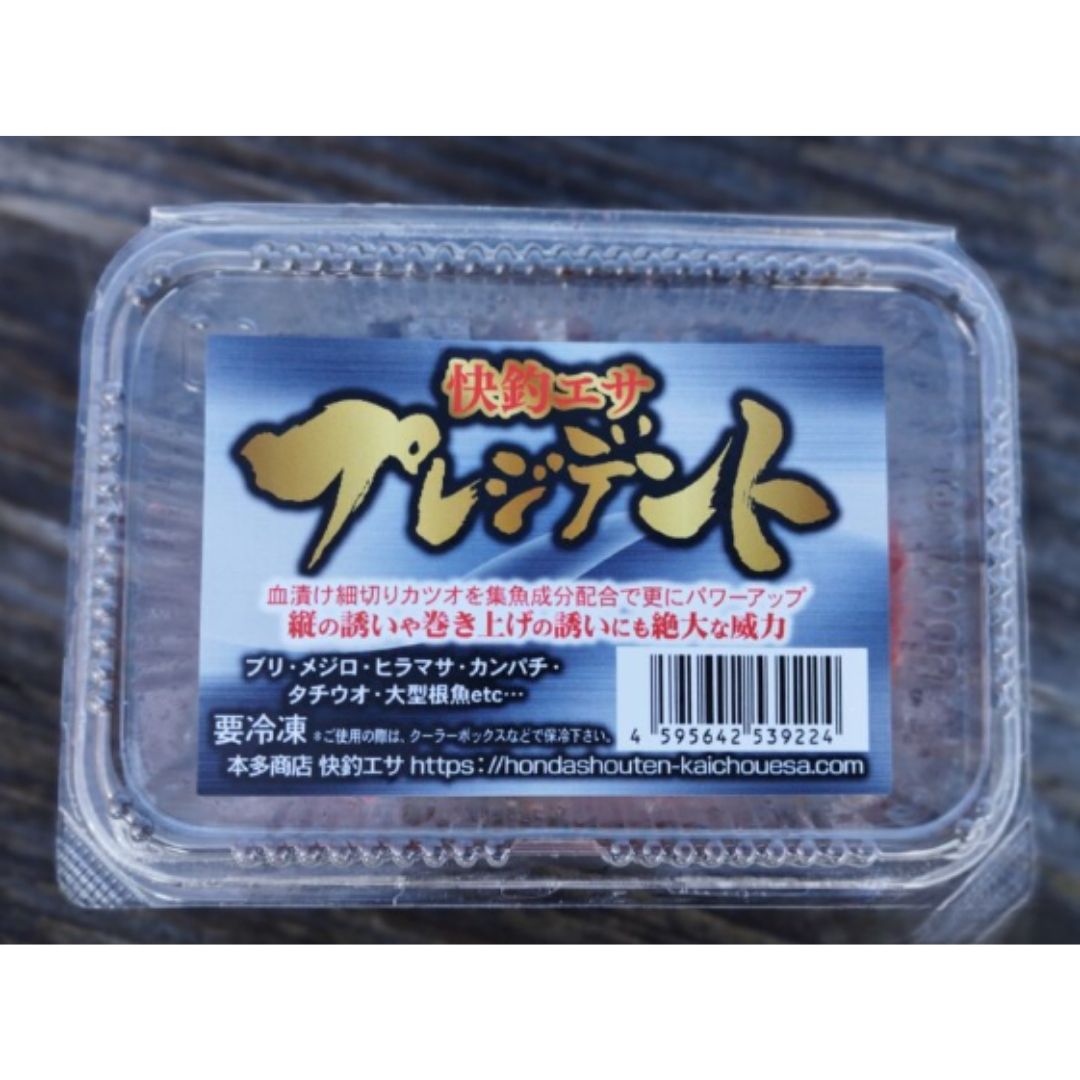 快釣エサ
プレジデント
血漬け細切りカツオを集魚成分配合で更にパワーアップ
縦の誘いや巻き上げの誘いにも絶大な威力
ブリ・メジロ・ヒラマサ・カンパチ・
タチウオ・大型根魚etc…
要冷凍 *ご使用の際は、クーラーボックスなどで保冷下さい。
4 595642 539224
本多商店 快釣エサ https://hondashouten-kaichouesa.com